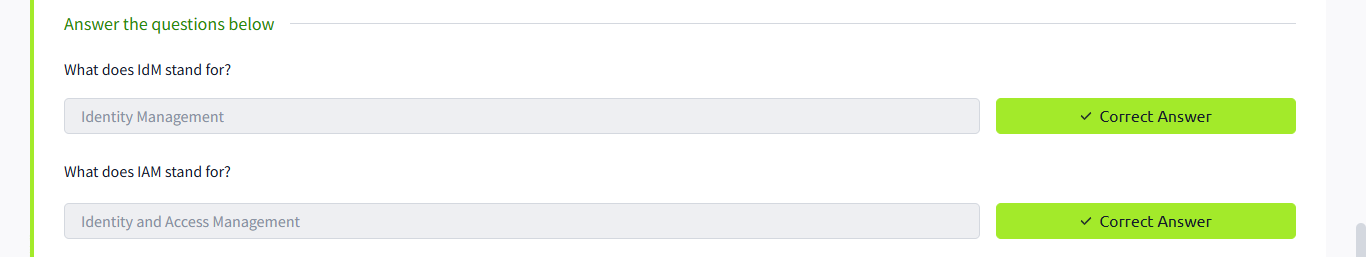 Answer the questions below
What does IdM stand for?
Identity Management
✓ Correct Answer
What does IAM stand for?
Identity and Access Management
✓ Correct Answer